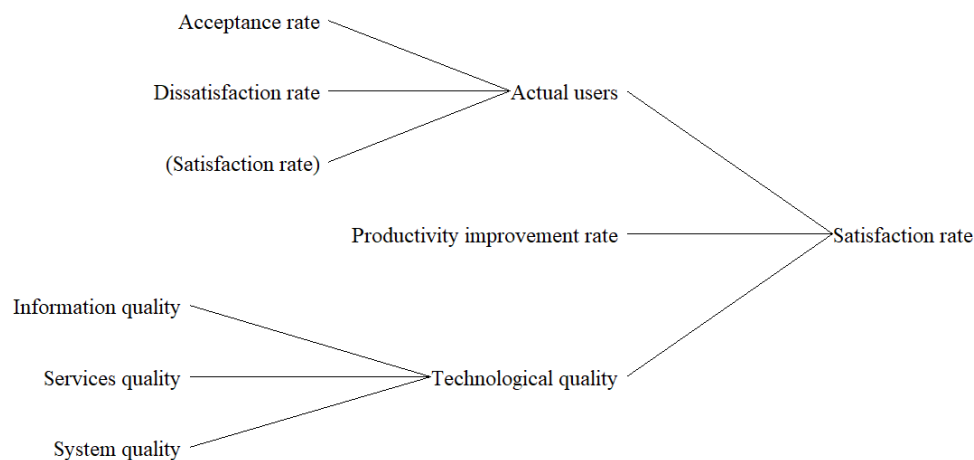 Acceptance rate
Dissatisfaction rate
Actual users
(Satisfaction rate)
Productivity improvement rate
Satisfaction rate
Information quality
Services quality
Technological quality
System quality